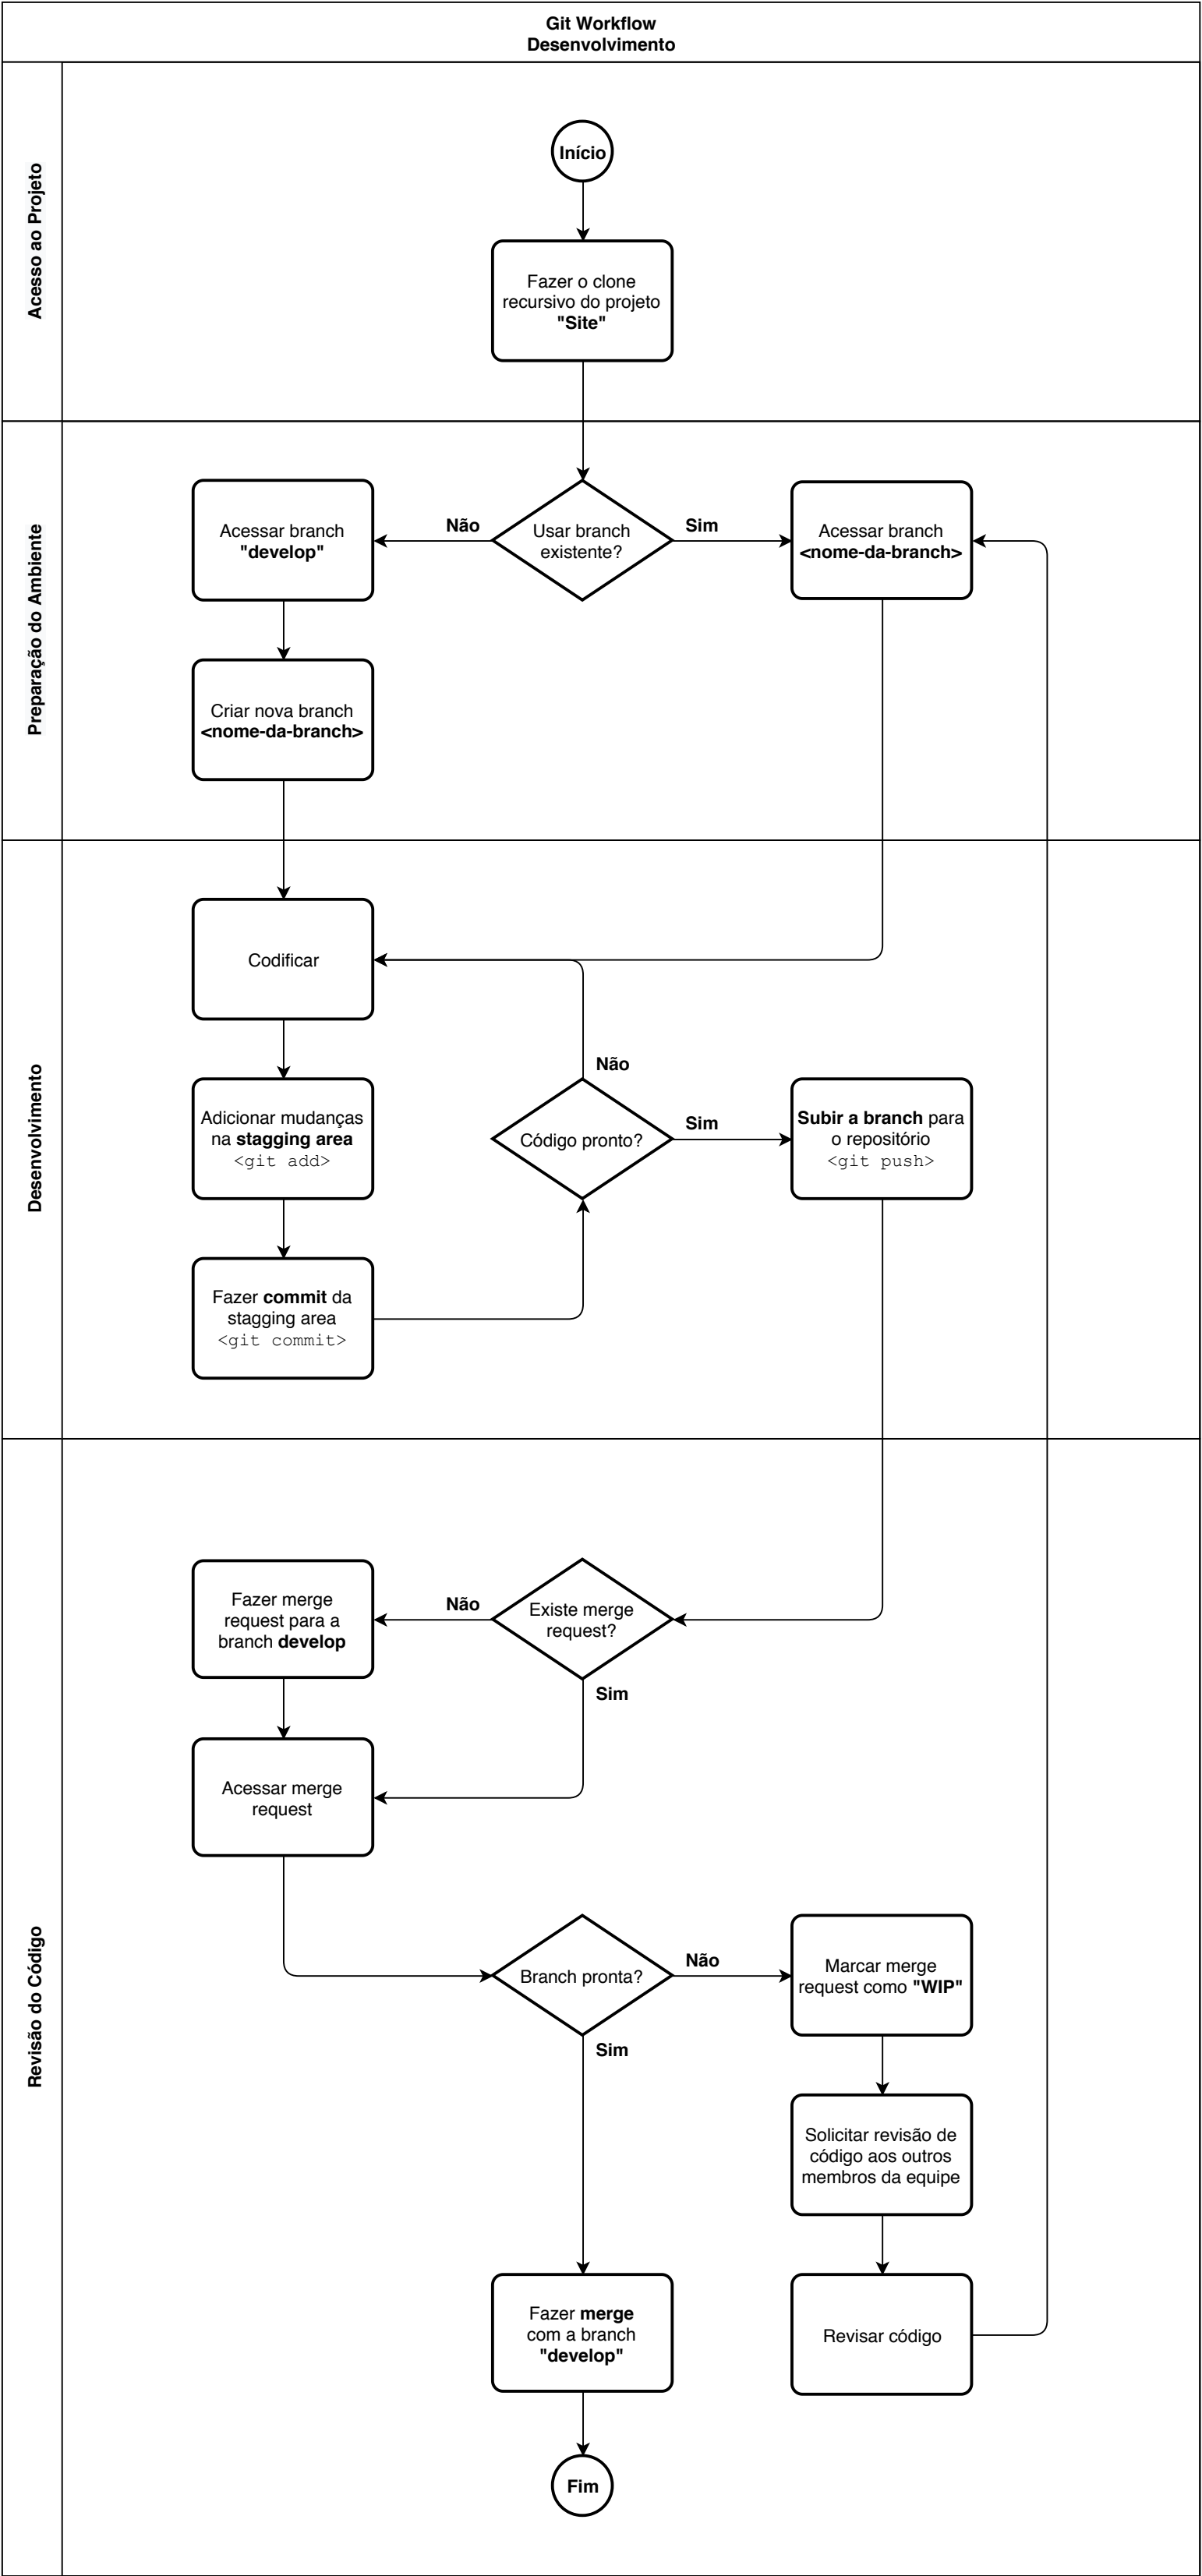 Git Workflow
Desenvolvimento
Acesso ao Projeto
Início
Fazer o clone
recursivo do projeto
"Site"
Preparação do Ambiente
Acessar branch
"develop"
Não
Usar branch
existente?
Sim
Acessar branch
<nome-da-branch>
Criar nova branch
<nome-da-branch>
Desenvolvimento
Codificar
Não
Adicionar mudanças
na stagging area
<git add>
Código pronto?
Sim
Subir a branch para
o repositório
<git push>
Fazer commit da
stagging area
<git commit>
Revisão do Código
Fazer merge
request para a
branch develop
Não
Existe merge
request?
Sim
Acessar merge
request
Branch pronta?
Não
Marcar merge
request como "WIP"
Sim
Solicitar revisão de
código aos outros
membros da equipe
Fazer merge
com a branch
"develop"
Revisar código
Fim